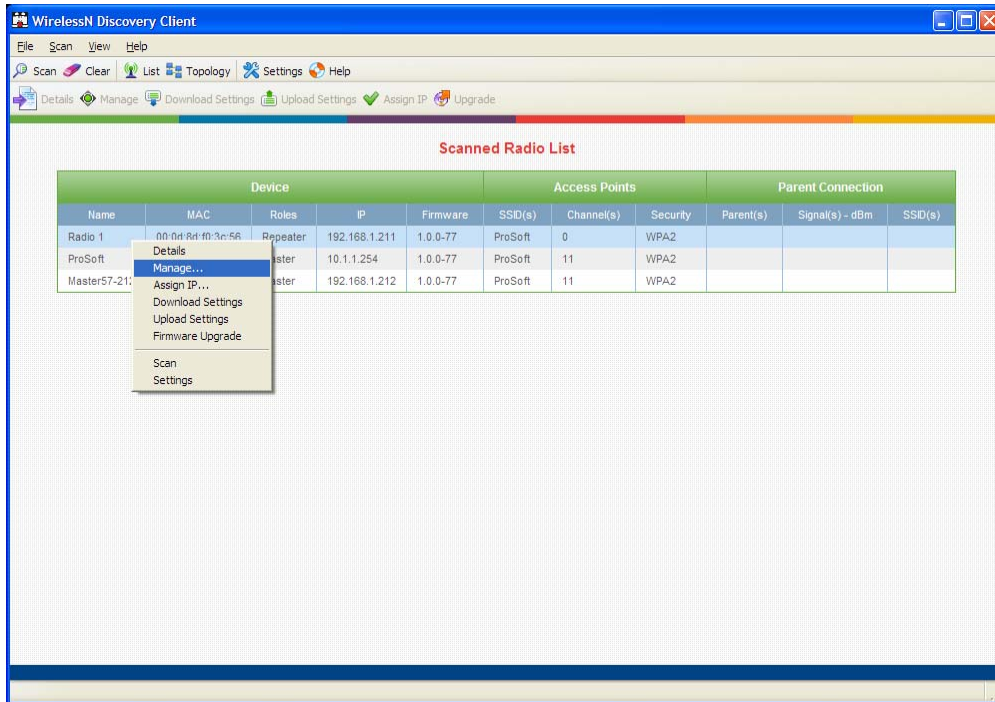 WirelessN Discovery Client
File Scan View Help
Scan Clear List Topology Settings Help
Details Manage Download Settings Upload Settings Assign IP Upgrade
Scanned Radio List
Device Access Points Parent Connection
Name MAC Roles IP Firmware SSID(s) Channel(s) Security Parent(s) Signal(s) - dBm SSID(s)
Radio 1 00:0d:8d:f0:3c:56 Repeater 192.168.1.211 1.0.0-77 ProSoft 0 WPA2
ProSoft aster 10.1.1.254 1.0.0-77 ProSoft 11 WPA2
Master57-212 aster 192.168.1.212 1.0.0-77 ProSoft 11 WPA2
Details
Manage...
Assign IP...
Download Settings
Upload Settings
Firmware Upgrade
Scan
Settings